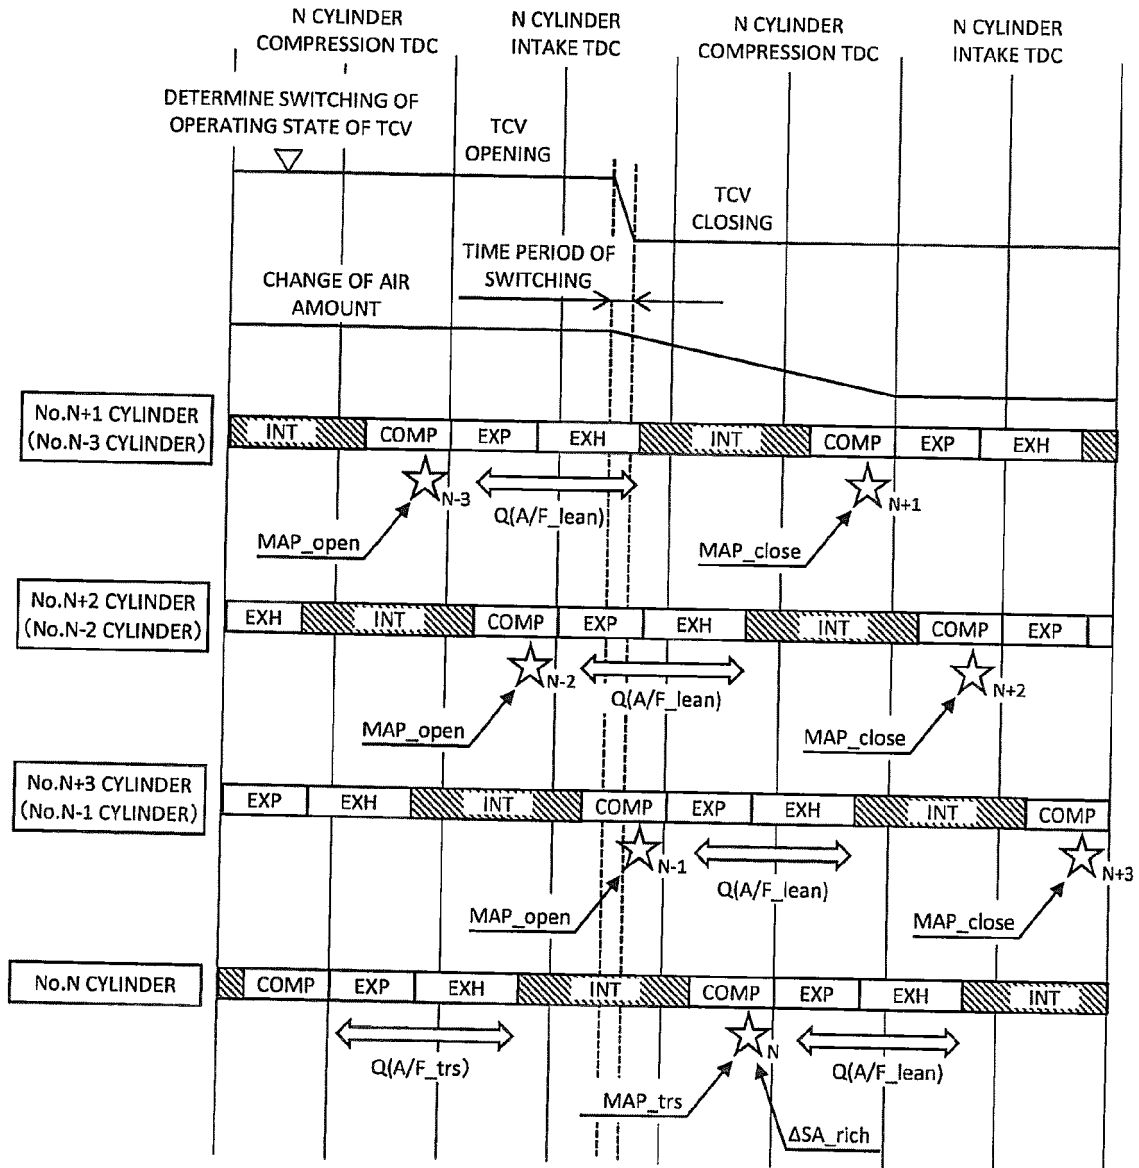 N CYLINDER
COMPRESSION TDC
N CYLINDER
INTAKE TDC
N CYLINDER
COMPRESSION TDC
N CYLINDER
INTAKE TDC
DETERMINE SWITCHING OF
OPERATING STATE OF TCV
TCV
OPENING
TCV
CLOSING
TIME PERIOD OF
SWITCHING
CHANGE OF AIR
AMOUNT
No.N+1 CYLINDER
(No.N-3 CYLINDER)
INT COMP EXP EXH INT COMP EXP EXH
N-3
N+1
Q(A/F_lean)
MAP_open
MAP_close
No.N+2 CYLINDER
(No.N-2 CYLINDER)
EXH INT COMP EXP EXH INT COMP EXP
N-2
N+2
Q(A/F_lean)
MAP_open
MAP_close
No.N+3 CYLINDER
(No.N-1 CYLINDER)
EXP EXH INT COMP EXP EXH INT COMP
N-1
N+3
Q(A/F_lean)
MAP_open
MAP_close
No.N CYLINDER
COMP EXP EXH INT COMP EXP EXH INT
N
Q(A/F_trs)
Q(A/F_lean)
MAP_trs
ΔSA_rich